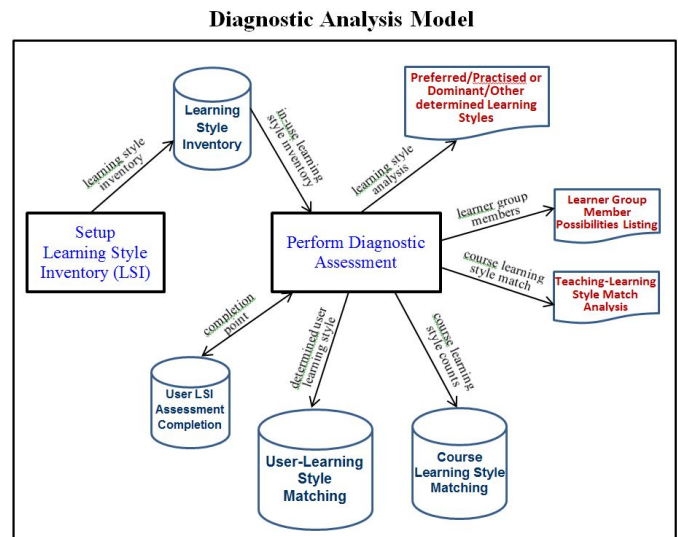 Diagnostic Analysis Model
Learning
Style
Inventory
Preferred/Practised or
Dominant/Other
determined Learning
Styles
learning style
inventory
in-use learning
style inventory
learning style
analysis
Setup
Learning Style
Inventory (LSI)
Perform Diagnostic
Assessment
learner group
members
Learner Group
Member
Possibilities Listing
course learning
style match
Teaching-Learning
Style Match
Analysis
completion
point
determined user
learning style
course learning
style counts
User LSI
Assessment
Completion
User-Learning
Style
Matching
Course
Learning Style
Matching